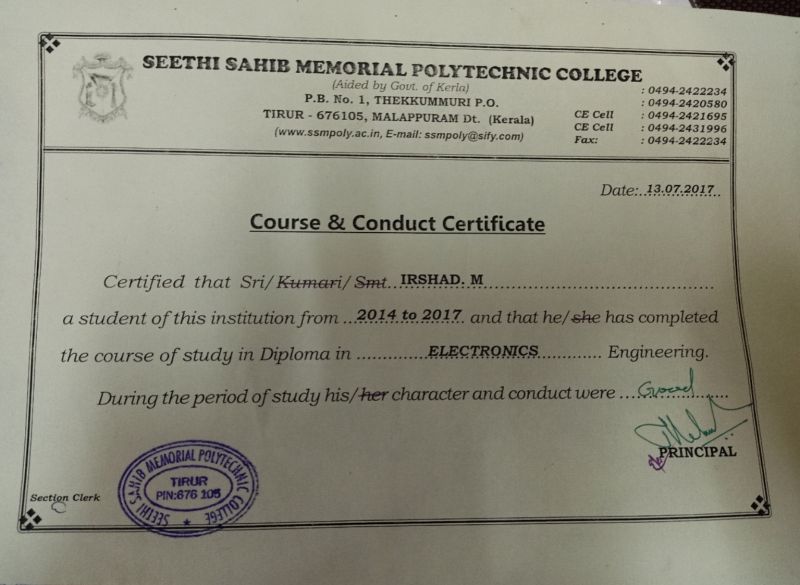 SEETHI SAHIB MEMORIAL POLYTECHNIC COLLEGE
(Aided by Govt. of Kerla)
P.B. No. 1, THEKKUMMURI P.O.
TIRUR - 676105, MALAPPURAM Dt. (Kerala)
(www.ssmpoly.ac.in, E-mail: ssmpoly@sify.com)
: 0494-2422234
: 0494-2420580
CE Cell : 0494-2421695
CE Cell : 0494-2431996
Fax: : 0494-2422234
Date: 13.07.2017
Course & Conduct Certificate
Certified that Sri/ Kumari/ Smt. IRSHAD. M
a student of this institution from 2014 to 2017 and that he/she has completed
the course of study in Diploma in ELECTRONICS Engineering.
During the period of study his/her character and conduct were Good
PRINCIPAL
Section Clerk
SEETHI SAHIB MEMORIAL POLYTECHNIC COLLEGE
TIRUR
PIN:676 105